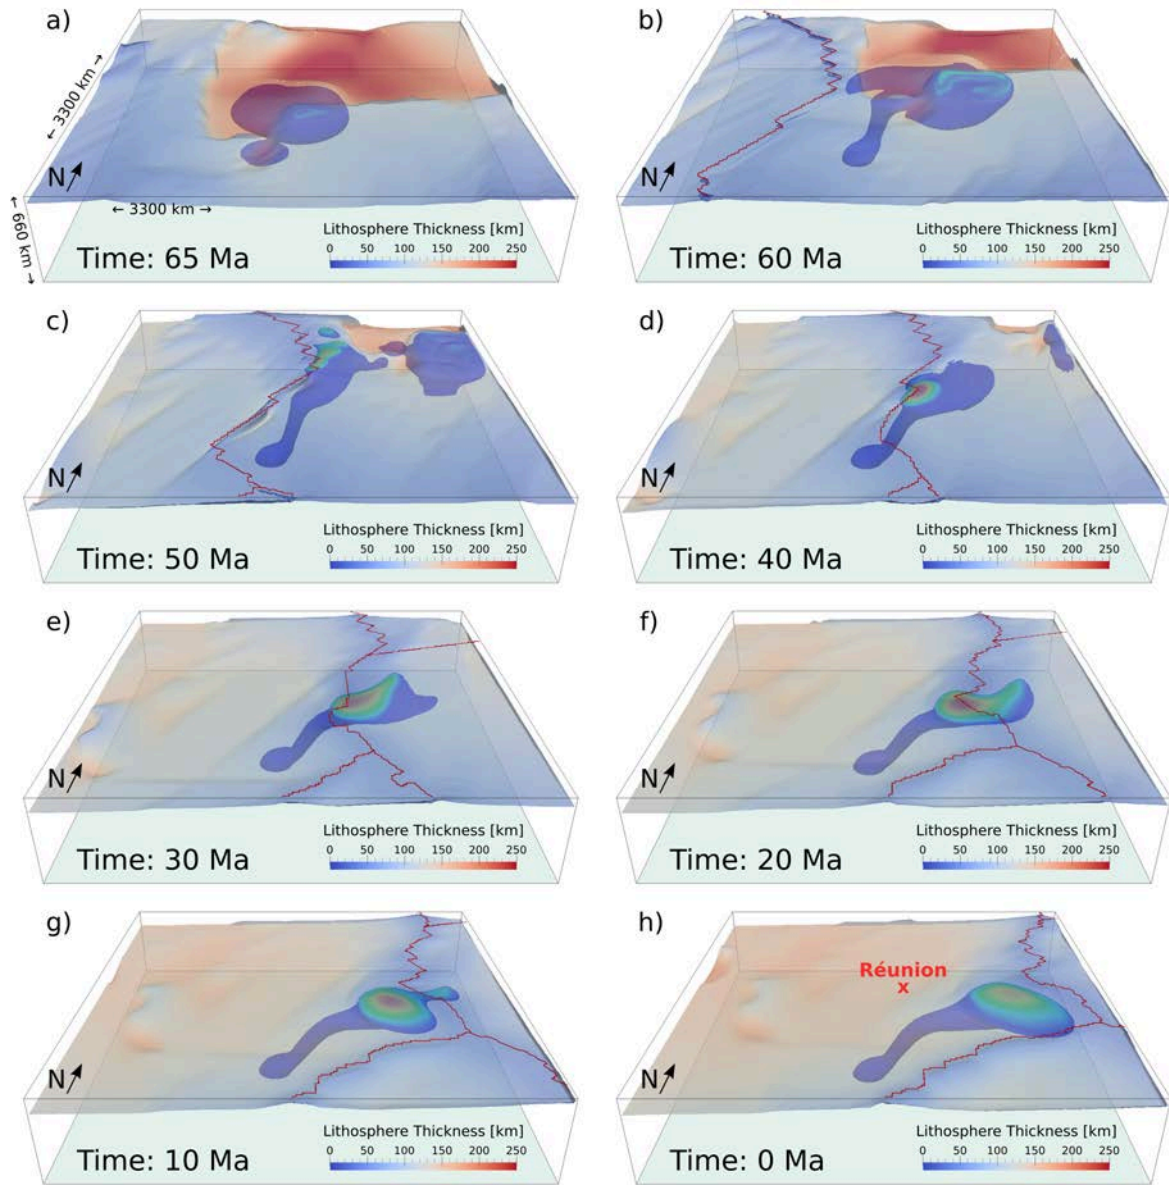 a)
← 3300 km →
N
← 3300 km →
← 660 km →
Lithosphere Thickness [km]
0 50 100 150 200 250
Time: 65 Ma
b)
N
Lithosphere Thickness [km]
0 50 100 150 200 250
Time: 60 Ma
c)
N
Lithosphere Thickness [km]
0 50 100 150 200 250
Time: 50 Ma
d)
N
Lithosphere Thickness [km]
0 50 100 150 200 250
Time: 40 Ma
e)
N
Lithosphere Thickness [km]
0 50 100 150 200 250
Time: 30 Ma
f)
N
Lithosphere Thickness [km]
0 50 100 150 200 250
Time: 20 Ma
g)
N
Lithosphere Thickness [km]
0 50 100 150 200 250
Time: 10 Ma
h)
Réunion
x
N
Lithosphere Thickness [km]
0 50 100 150 200 250
Time: 0 Ma